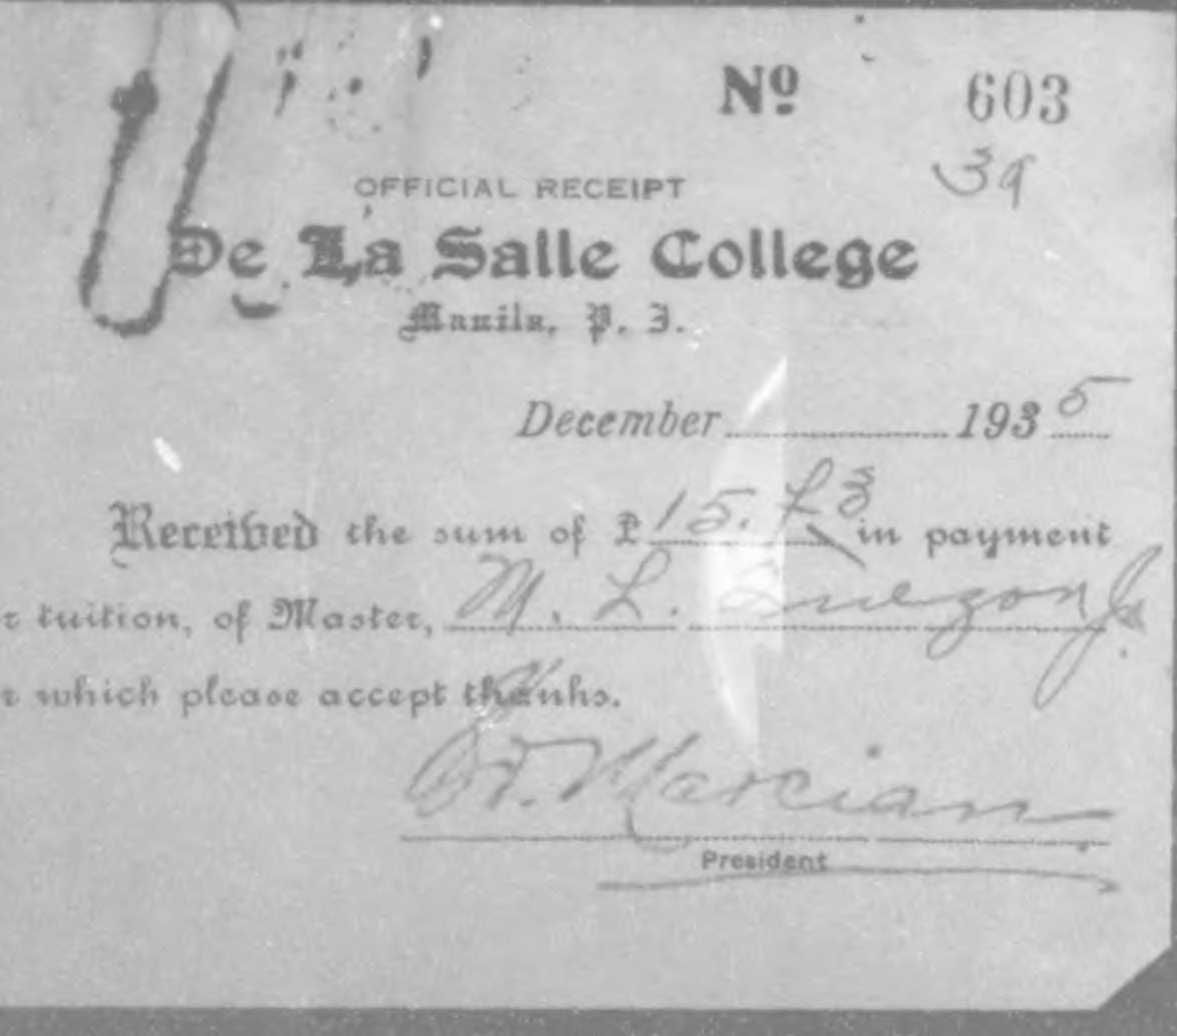 Nº 603
39
OFFICIAL RECEIPT
De La Salle College
Manila, P. I.
December 1935
Received the sum of ₱ 15. in payment
r tuition, of Master, M. L. Quezon Jr.
r which please accept thanks.
Marcian
President